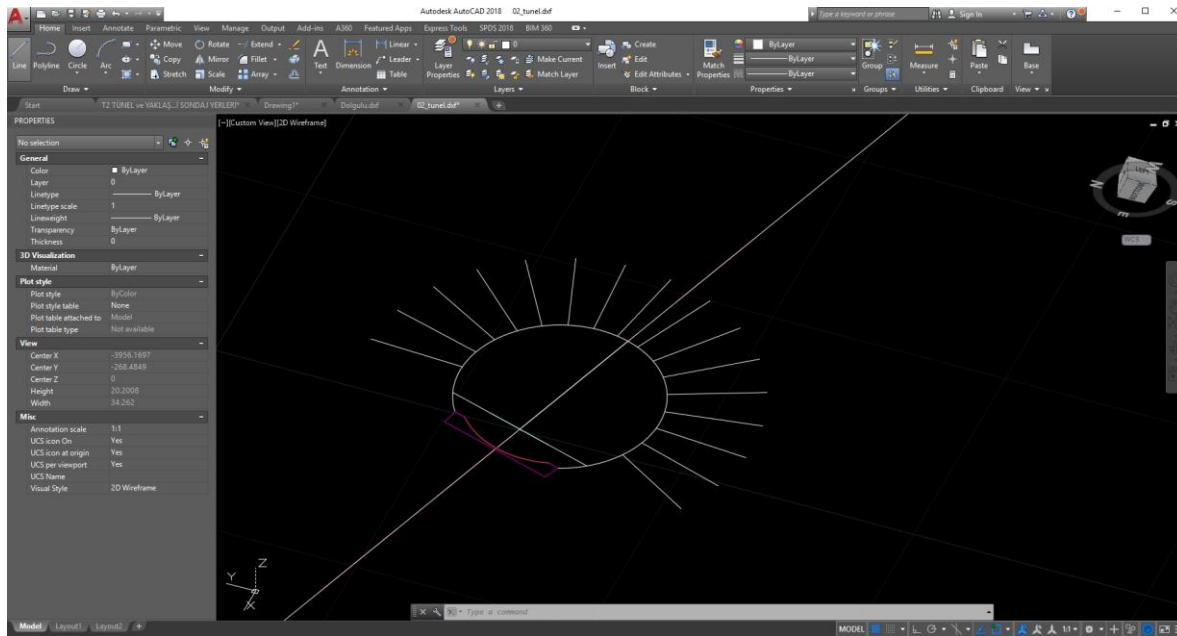 Autodesk AutoCAD 2018 02_tunel.dxf
Type a keyword or phrase
Sign In
Home Insert Annotate Parametric View Manage Output Add-ins A360 Featured Apps Express Tools SPDS 2018 BIM 360
Line Polyline Circle Arc
Move Rotate Extend
Copy Mirror Fillet
Stretch Scale Array
Text Dimension
Linear
Leader
Table
Layer Properties
0
Make Current
Match Layer
Insert
Create
Edit
Edit Attributes
Match Properties
ByLayer
ByLayer
ByLayer
Group
Measure
Paste
Base
Draw Modify Annotation Layers Block Properties Groups Utilities Clipboard View
Start T2 TÜNEL ve YAKLAŞ...İ SONDAJ YERLERİ* Drawing1* Dolgulu.dxf 02_tunel.dxf*
PROPERTIES
[−][Custom View][2D Wireframe]
No selection
General
Color ByLayer
Layer 0
Linetype ByLayer
Linetype scale 1
Lineweight ByLayer
Transparency ByLayer
Thickness 0
3D Visualization
Material ByLayer
Plot style
Plot style ByColor
Plot style table None
Plot table attached to Model
Plot table type Not available
View
Center X -3956.1697
Center Y -268.4849
Center Z 0
Height 20.2008
Width 34.262
Misc
Annotation scale 1:1
UCS icon On Yes
UCS icon at origin Yes
UCS per viewport Yes
UCS Name
Visual Style 2D Wireframe
N
S
E
WCS
Z
Y
X
Type a command
Model Layout1 Layout2 +
MODEL 1:1